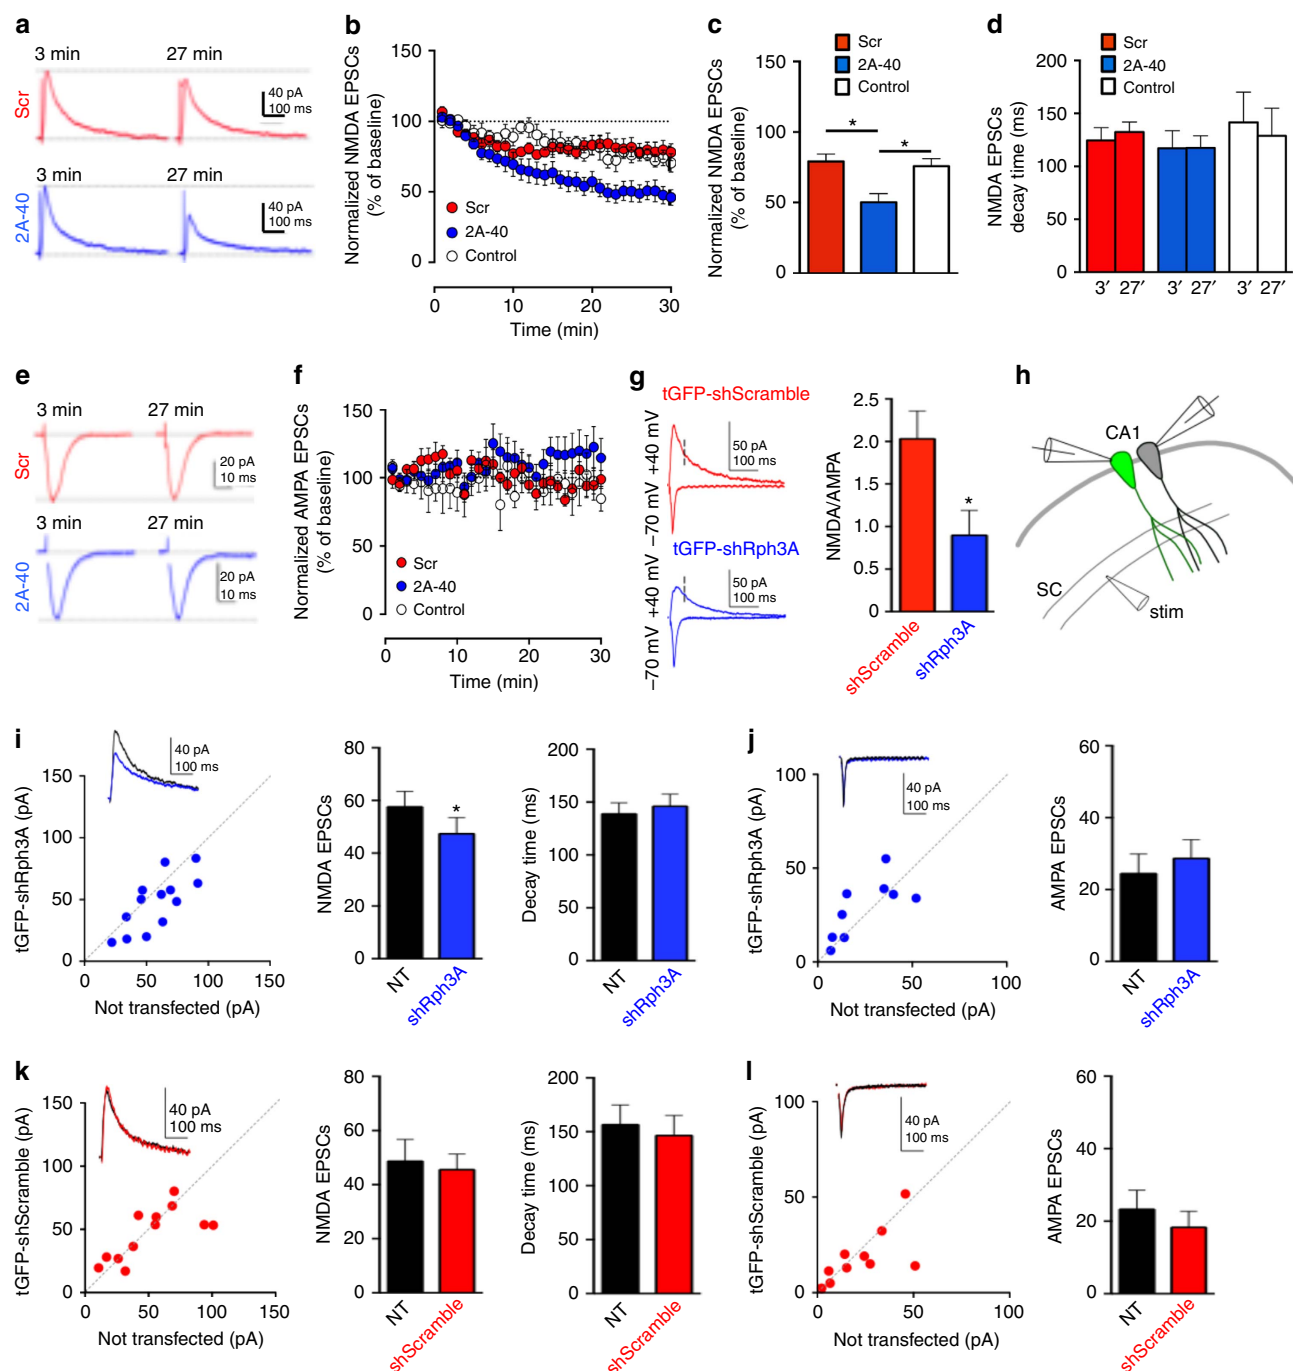 a
3 min 27 min
Scr
40 pA
100 ms
3 min 27 min
2A-40
40 pA
100 ms
b
Normalized NMDA EPSCs
(% of baseline)
150
100
50
0
Scr
2A-40
Control
0 10 20 30
Time (min)
c
Scr
2A-40
Control
Normalized NMDA EPSCs
(% of baseline)
150
100
50
0
*
*
d
Scr
2A-40
Control
NMDA EPSCs
decay time (ms)
200
150
100
50
0
3′ 27′ 3′ 27′ 3′ 27′
e
3 min 27 min
Scr
20 pA
10 ms
3 min 27 min
2A-40
20 pA
10 ms
f
Normalized AMPA EPSCs
(% of baseline)
150
100
50
0
Scr
2A-40
Control
0 10 20 30
Time (min)
g
tGFP-shScramble
−70 mV +40 mV
50 pA
100 ms
tGFP-shRph3A
−70 mV +40 mV
50 pA
100 ms
NMDA/AMPA
2.5
2.0
1.5
1.0
0.5
0
*
shScramble
shRph3A
h
CA1
SC
stim
i
40 pA
100 ms
tGFP-shRph3A (pA)
150
100
50
0
0 50 100 150
Not transfected (pA)
NMDA EPSCs
80
60
40
20
0
*
NT
shRph3A
Decay time (ms)
200
150
100
50
0
NT
shRph3A
j
40 pA
100 ms
tGFP-shRph3A (pA)
100
50
0
0 50 100
Not transfected (pA)
AMPA EPSCs
60
40
20
0
NT
shRph3A
k
40 pA
100 ms
tGFP-shScramble (pA)
150
100
50
0
0 50 100 150
Not transfected (pA)
NMDA EPSCs
80
60
40
20
0
NT
shScramble
Decay time (ms)
200
150
100
50
0
NT
shScramble
l
40 pA
100 ms
tGFP-shScramble (pA)
100
50
0
0 50 100
Not transfected (pA)
AMPA EPSCs
60
40
20
0
NT
shScramble